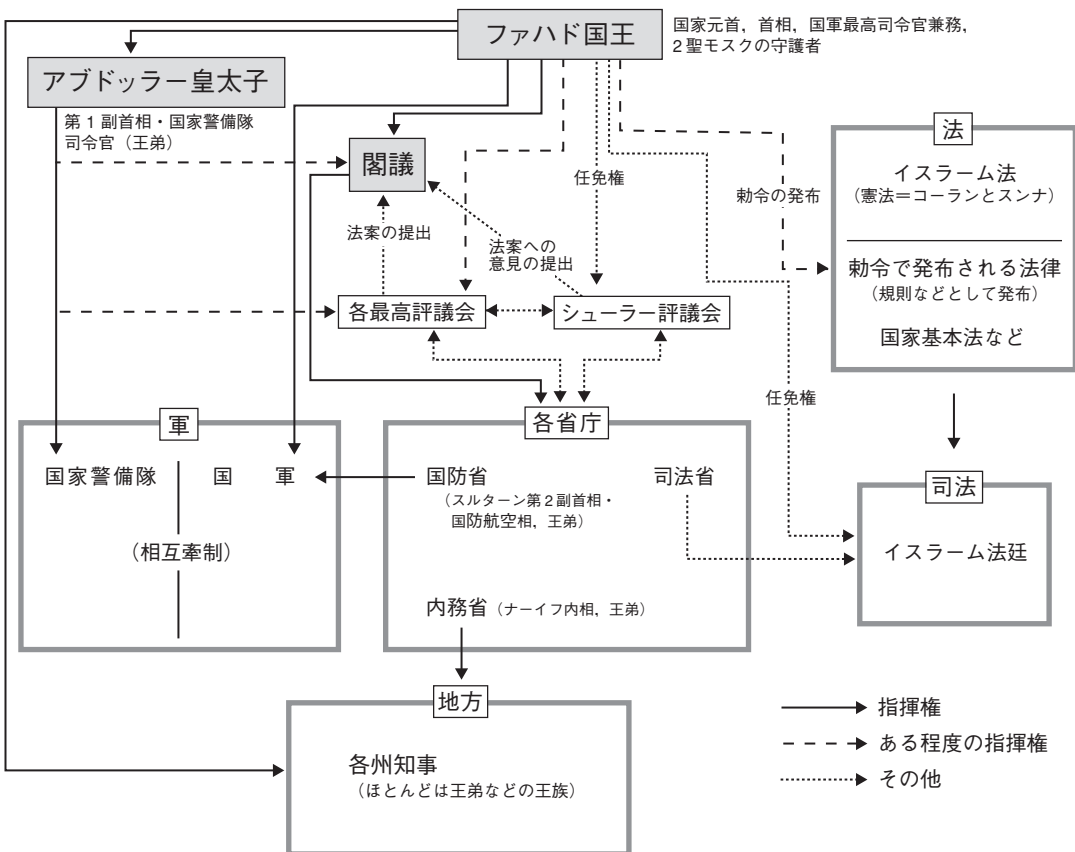 ファハド国王
国家元首，首相，国軍最高司令官兼務，
2聖モスクの守護者
アブドッラー皇太子
第1副首相・国家警備隊
司令官（王弟）
閣議
任免権
勅令の発布
法案の提出
法案への
意見の提出
各最高評議会
シューラー評議会
法
イスラーム法
（憲法＝コーランとスンナ）
勅令で発布される法律
（規則などとして発布）
国家基本法など
任免権
軍
国家警備隊
国 軍
（相互牽制）
各省庁
国防省
（スルターン第2副首相・
国防航空相，王弟）
司法省
内務省（ナーイフ内相，王弟）
司法
イスラーム法廷
地方
各州知事
（ほとんどは王弟などの王族）
指揮権
ある程度の指揮権
その他